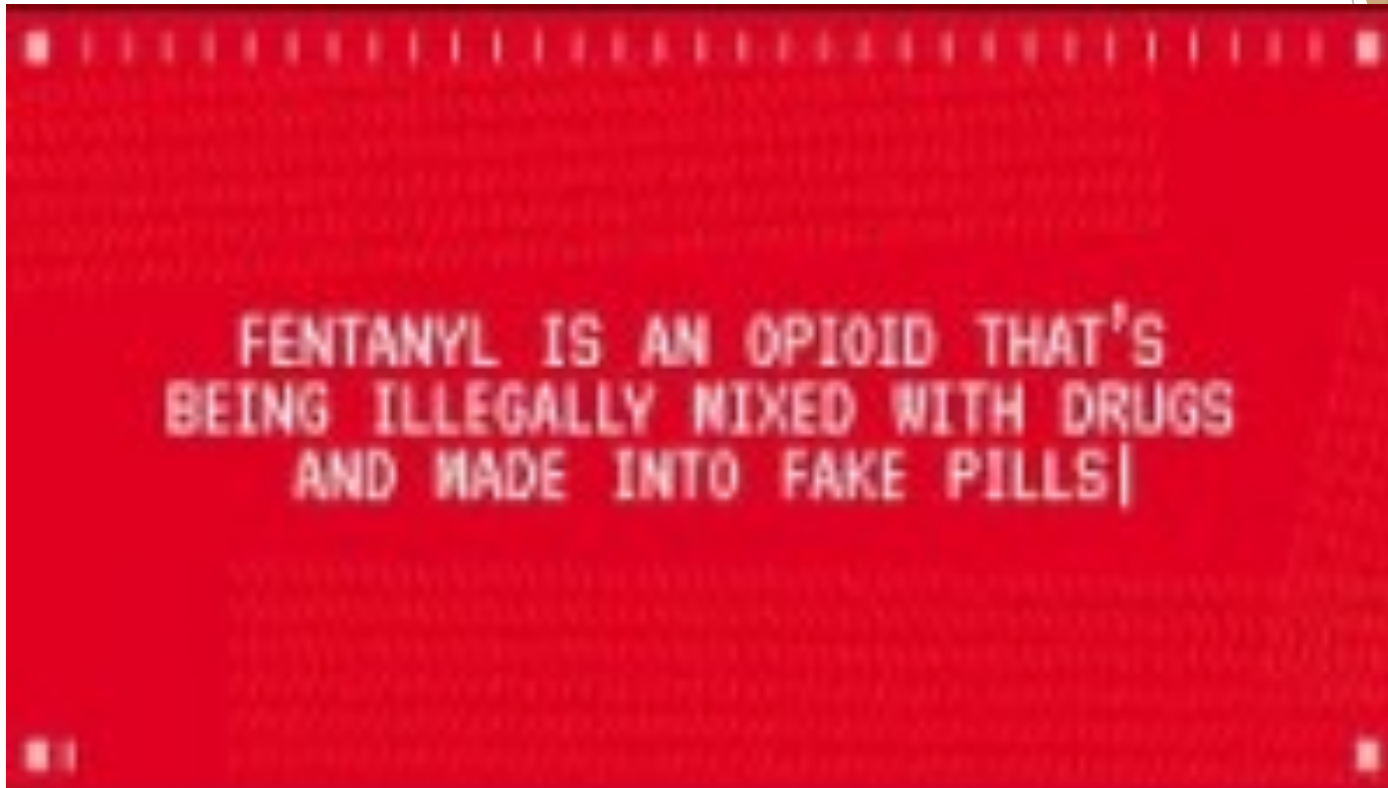 FENTANYL IS AN OPIOID THAT'S
BEING ILLEGALLY MIXED WITH DRUGS
AND MADE INTO FAKE PILLS|